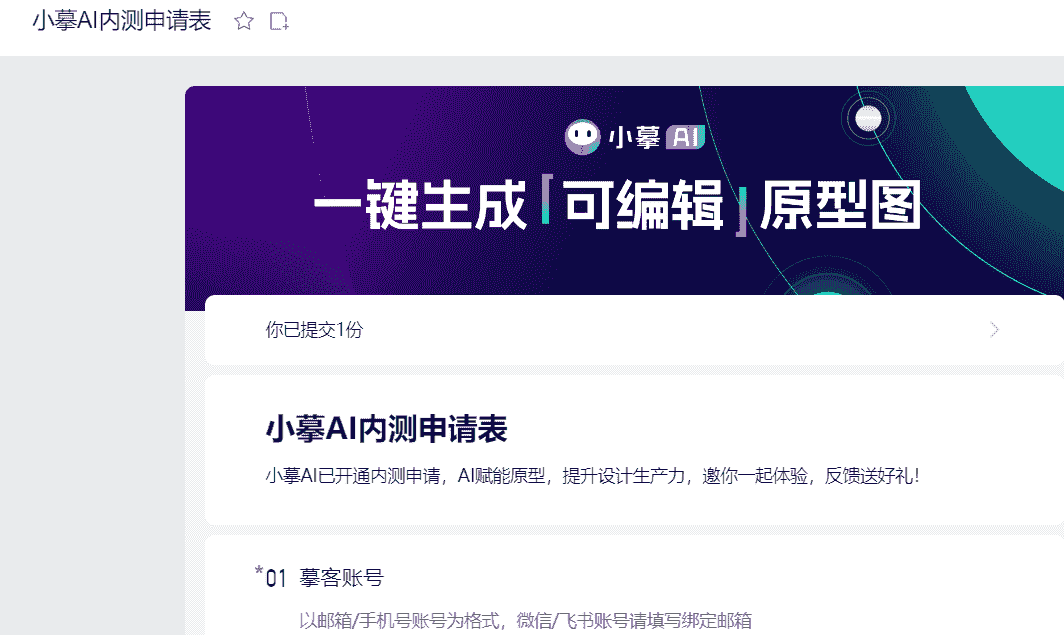 小摹AI内测申请表
小摹 AI
一键生成「可编辑」原型图
你已提交1份
小摹AI内测申请表
小摹AI已开通内测申请，AI赋能原型，提升设计生产力，邀你一起体验，反馈送好礼！
*01 摹客账号
以邮箱/手机号账号为格式，微信/飞书账号请填写绑定邮箱